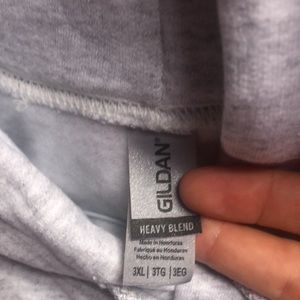 GILDAN
HEAVY BLEND
Made in Honduras
Fabriqué au Honduras
Hecho en Honduras
3XL | 3TG | 3EG